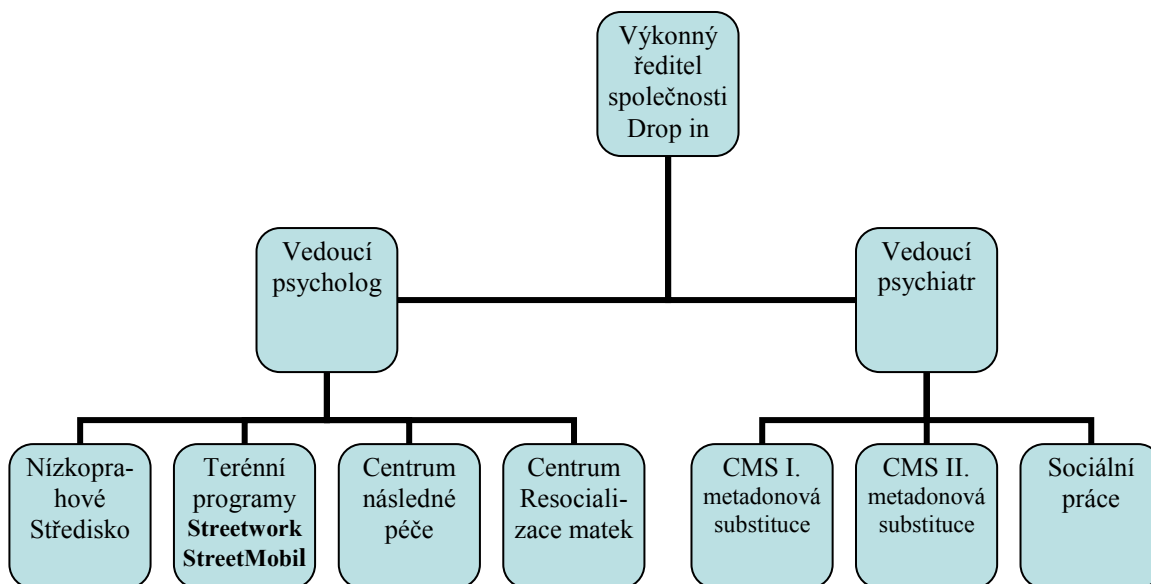 Výkonný
ředitel
společnosti
Drop in
Vedoucí
psycholog
Vedoucí
psychiatr
Nízkopra-
hové
Středisko
Terénní
programy
Streetwork
StreetMobil
Centrum
následné
péče
Centrum
Resociali-
zace matek
CMS I.
metadonová
substituce
CMS II.
metadonová
substituce
Sociální
práce